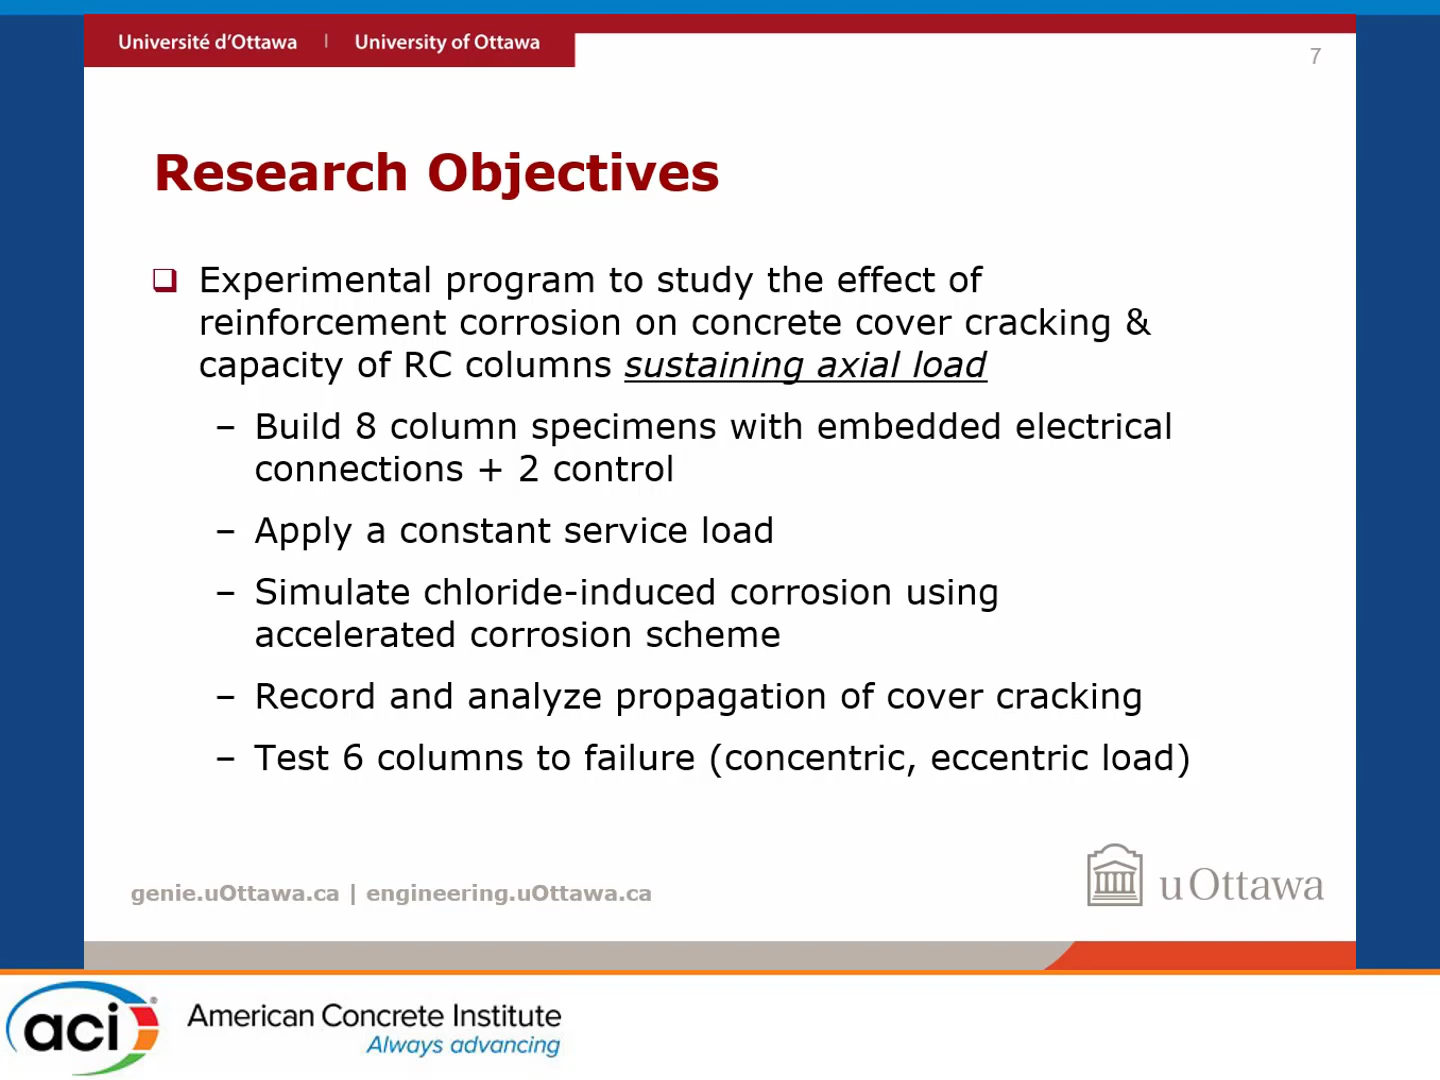 Université d'Ottawa | University of Ottawa
7
Research Objectives
❑ Experimental program to study the effect of
reinforcement corrosion on concrete cover cracking &
capacity of RC columns sustaining axial load
– Build 8 column specimens with embedded electrical
connections + 2 control
– Apply a constant service load
– Simulate chloride-induced corrosion using
accelerated corrosion scheme
– Record and analyze propagation of cover cracking
– Test 6 columns to failure (concentric, eccentric load)
genie.uOttawa.ca | engineering.uOttawa.ca
uOttawa
aci®
American Concrete Institute
Always advancing